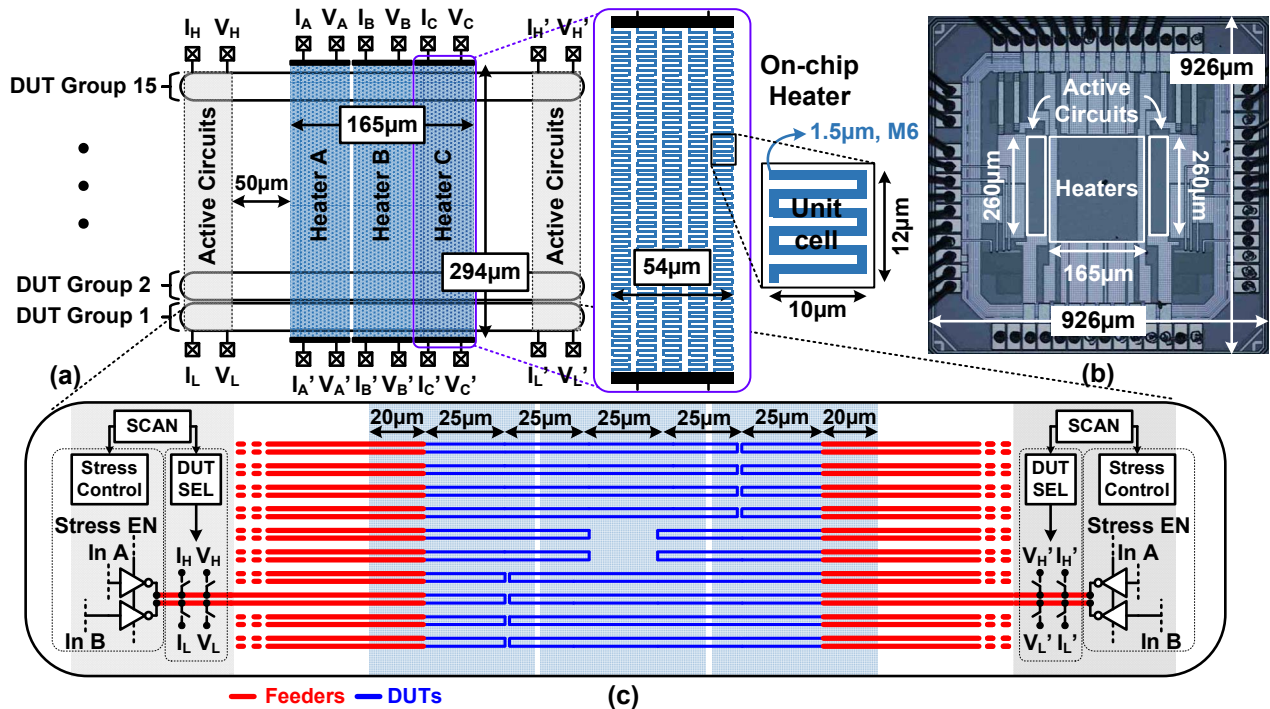 I_H V_H
I_A V_A I_B V_B I_C V_C
I_H' V_H'
DUT Group 15
Active Circuits
50µm
165µm
Heater A
Heater B
Heater C
Active Circuits
294µm
DUT Group 2
DUT Group 1
I_L V_L
I_A' V_A' I_B' V_B' I_C' V_C'
I_L' V_L'
(a)
54µm
On-chip
Heater
1.5µm, M6
Unit
cell
12µm
10µm
926µm
Active
Circuits
260µm
Heaters
260µm
165µm
926µm
(b)
20µm 25µm 25µm 25µm 25µm 25µm 20µm
SCAN
Stress
Control
DUT
SEL
Stress EN
In A
I_H V_H
In B
I_L V_L
SCAN
DUT
SEL
Stress
Control
Stress EN
In A
V_H' I_H'
V_L' I_L'
In B
Feeders
DUTs
(c)